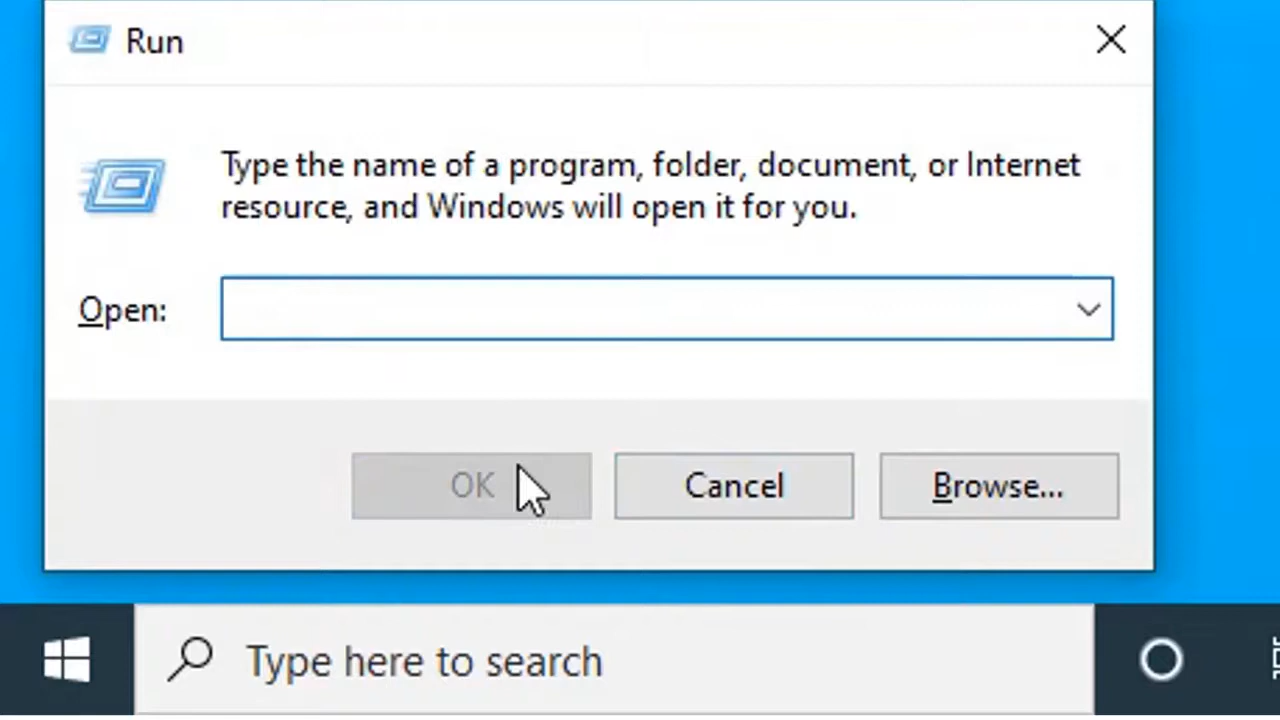 Run
Type the name of a program, folder, document, or Internet
resource, and Windows will open it for you.
Open:
OK
Cancel
Browse...
Type here to search